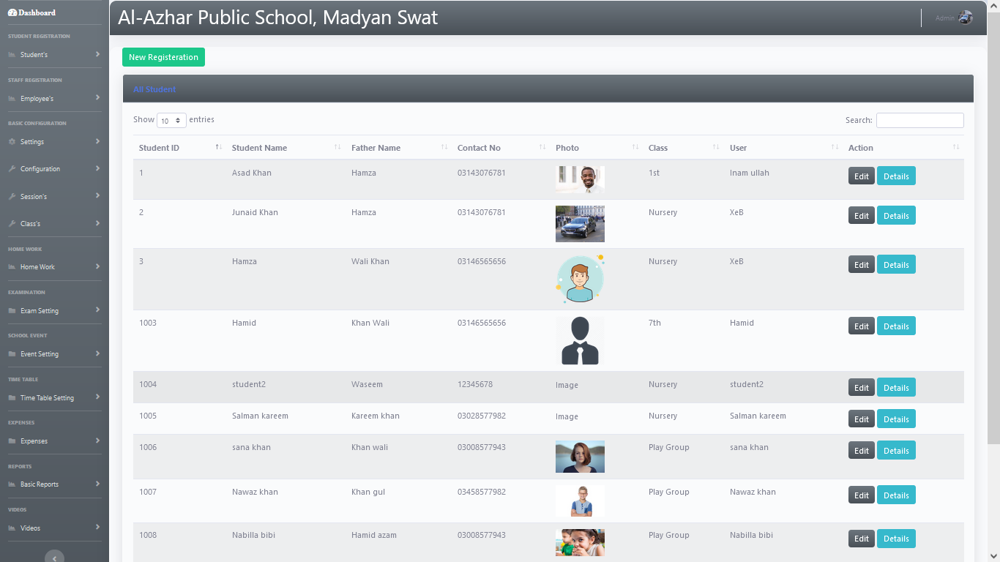 Dashboard
STUDENT REGISTRATION
Student's
STAFF REGISTRATION
Employee's
BASIC CONFIGURATION
Settings
Configuration
Session's
Class's
HOME WORK
Home Work
EXAMINATION
Exam Setting
SCHOOL EVENT
Event Setting
TIME TABLE
Time Table Setting
EXPENSES
Expenses
REPORTS
Basic Reports
VIDEOS
Videos
Al-Azhar Public School, Madyan Swat
Admin
New Registeration
All Student
Show 10 entries Search:
Student ID Student Name Father Name Contact No Photo Class User Action
1 Asad Khan Hamza 03143076781 1st Inam ullah Edit Details
2 Junaid Khan Hamza 03143076781 Nursery XeB Edit Details
3 Hamza Wali Khan 03146565656 Nursery XeB Edit Details
1003 Hamid Khan Wali 03146565656 7th Hamid Edit Details
1004 student2 Waseem 12345678 Image Nursery student2 Edit Details
1005 Salman kareem Kareem khan 03028577982 Image Nursery Salman kareem Edit Details
1006 sana khan Khan wali 03008577943 Play Group sana khan Edit Details
1007 Nawaz khan Khan gul 03458577982 Play Group Nawaz khan Edit Details
1008 Nabilla bibi Hamid azam 03008577943 Play Group Nabilla bibi Edit Details